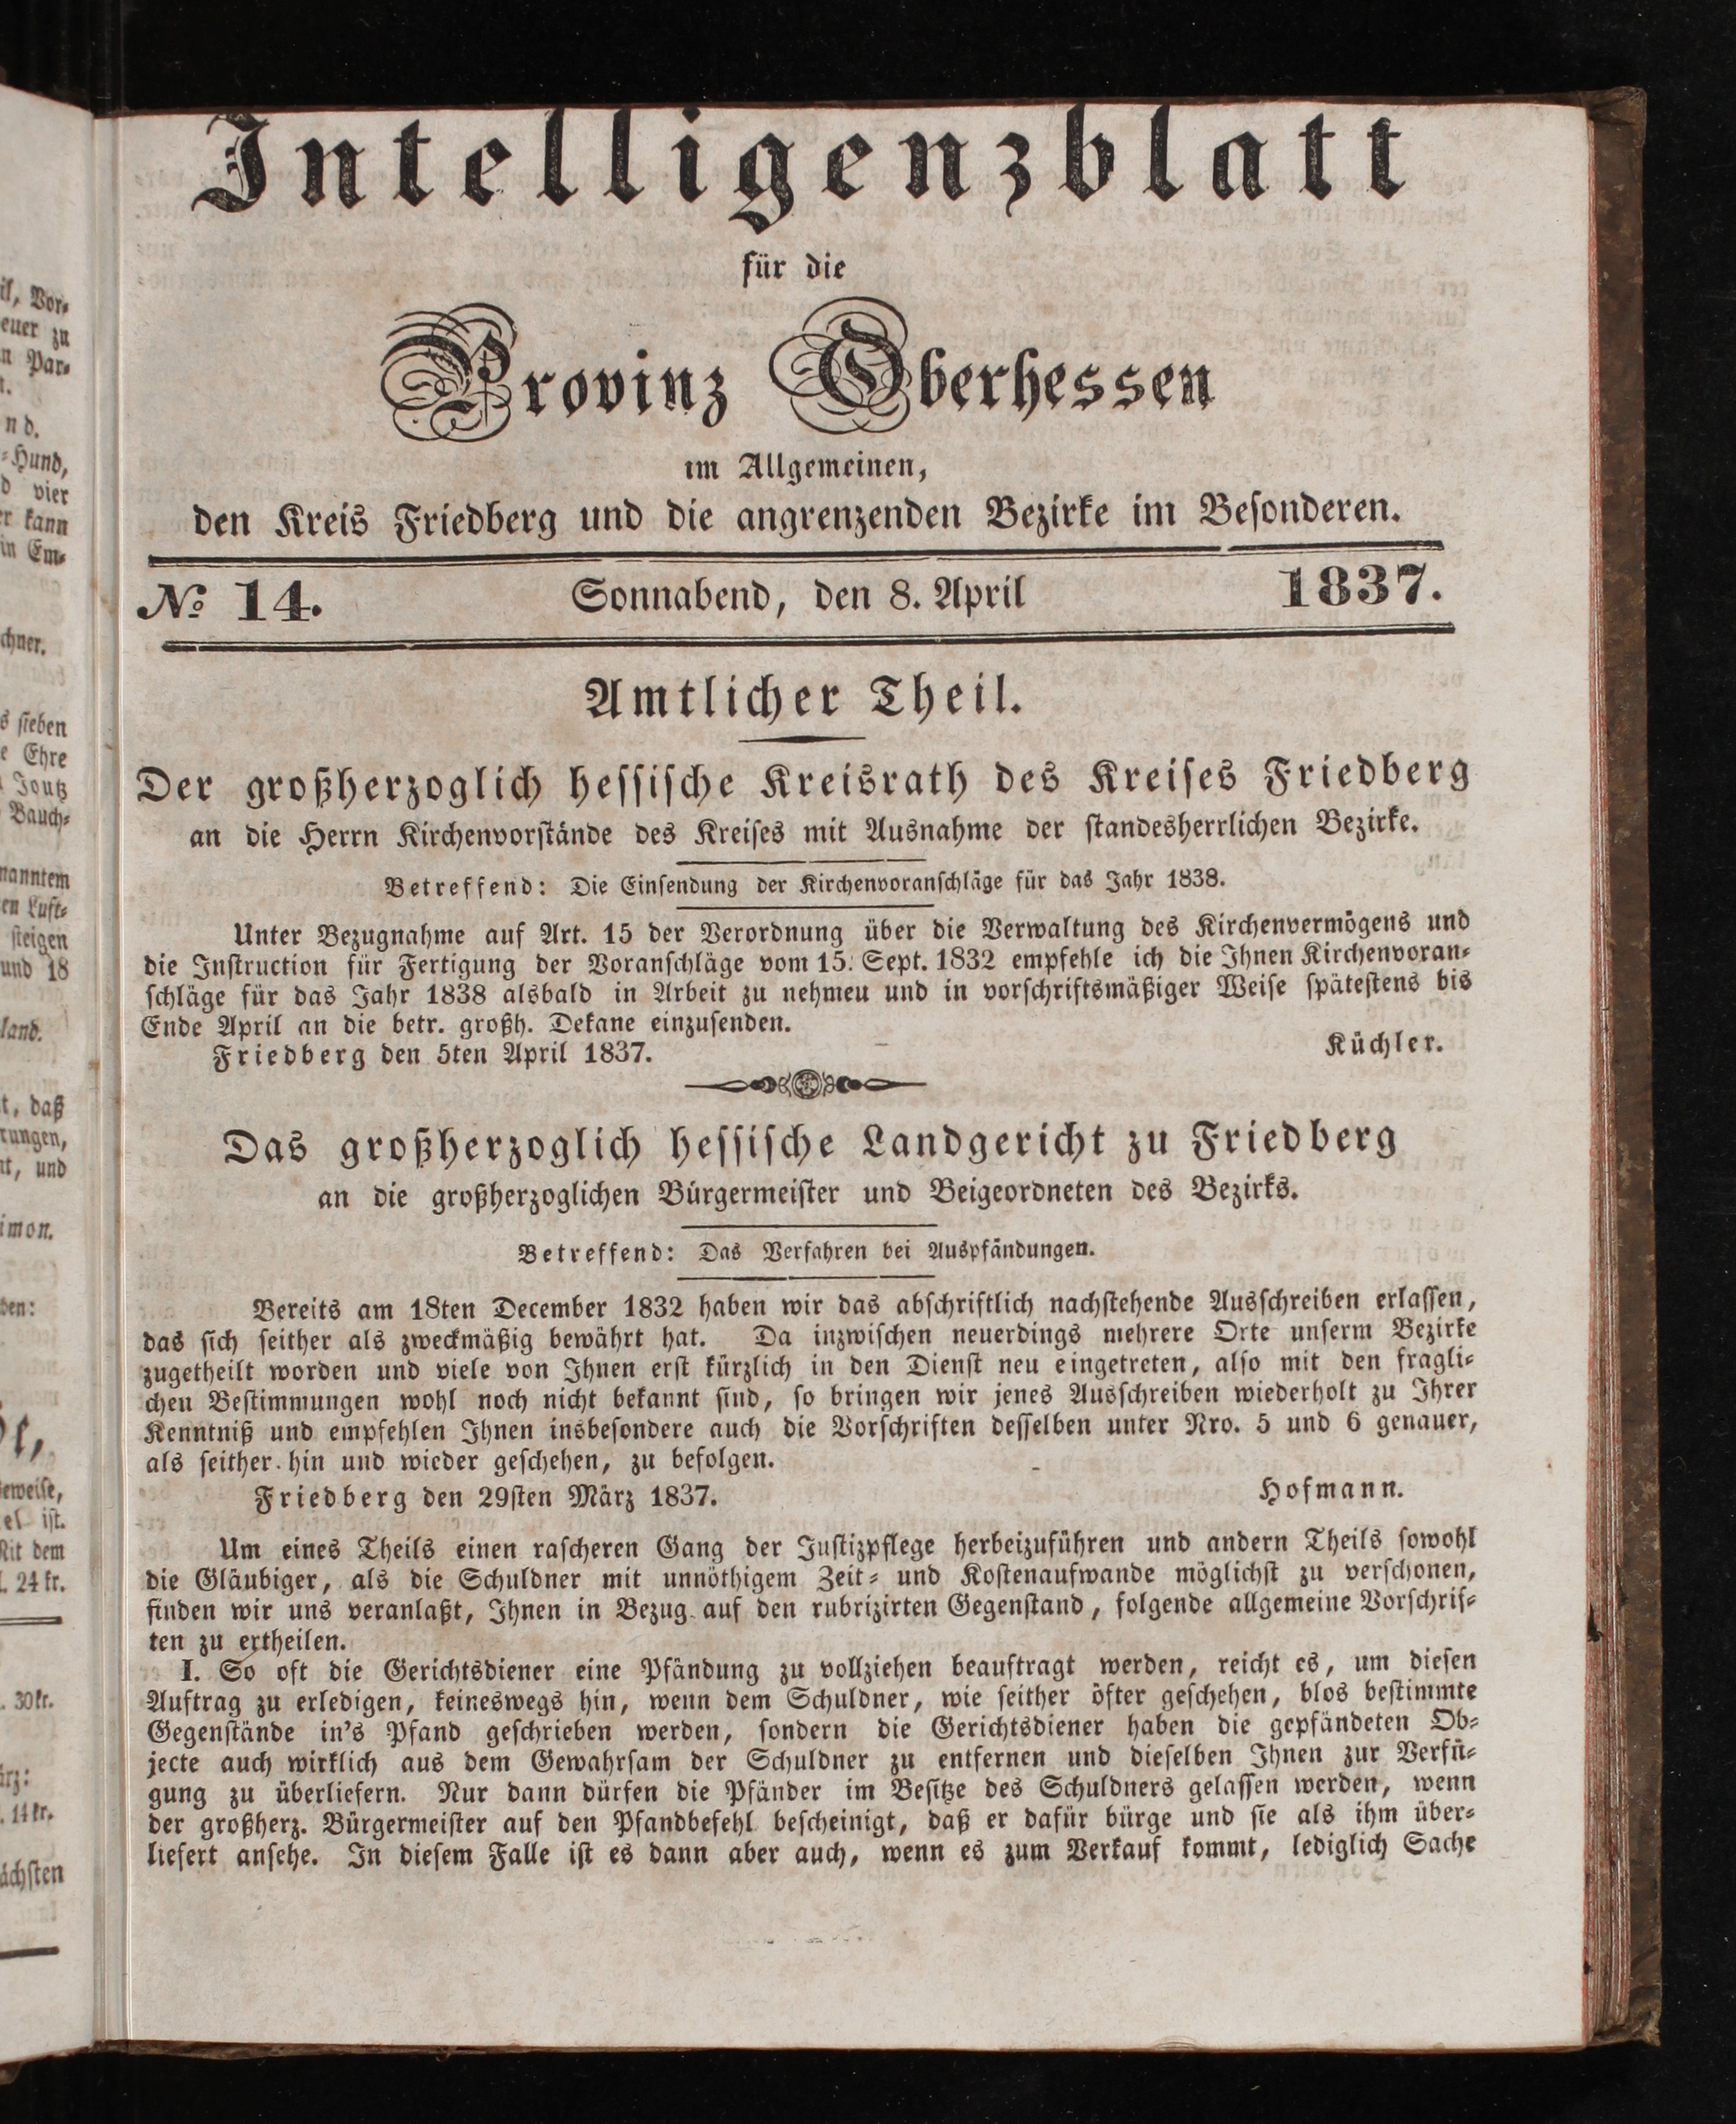 Intelligenzblatt
für die
Provinz Oberhessen
im Allgemeinen,
den Kreis Friedberg und die angrenzenden Bezirke im Beſonderen.
No. 14.
Sonnabend, den 8. April
1837.
Amtlicher Theil.
Der großherzoglich heſſiſche Kreisrath des Kreiſes Friedberg
an die Herrn Kirchenvorſtände des Kreiſes mit Ausnahme der ſtandesherrlichen Bezirke.
Betreffend: Die Einſendung der Kirchenvoranſchläge für das Jahr 1838.
Unter Bezugnahme auf Art. 15 der Verordnung über die Verwaltung des Kirchenvermögens und
die Inſtruction für Fertigung der Voranſchläge vom 15. Sept. 1832 empfehle ich die Ihnen Kirchenvoran-
ſchläge für das Jahr 1838 alsbald in Arbeit zu nehmeu und in vorſchriftsmäßiger Weiſe ſpäteſtens bis
Ende April an die betr. großh. Dekane einzuſenden.
Friedberg den 5ten April 1837.
Küchler.
Das großherzoglich heſſiſche Landgericht zu Friedberg
an die großherzoglichen Bürgermeiſter und Beigeordneten des Bezirks.
Betreffend: Das Verfahren bei Auspfändungen.
Bereits am 18ten December 1832 haben wir das abſchriftlich nachſtehende Ausſchreiben erlaſſen,
das ſich ſeither als zweckmäßig bewährt hat. Da inzwiſchen neuerdings mehrere Orte unſerm Bezirke
zugetheilt worden und viele von Ihnen erſt kürzlich in den Dienſt neu eingetreten, alſo mit den fragli-
chen Beſtimmungen wohl noch nicht bekannt ſind, ſo bringen wir jenes Ausſchreiben wiederholt zu Ihrer
Kenntniß und empfehlen Ihnen insbeſondere auch die Vorſchriften deſſelben unter Nro. 5 und 6 genauer,
als ſeither hin und wieder geſchehen, zu befolgen.
Friedberg den 29ſten März 1837.
Hofmann.
Um eines Theils einen raſcheren Gang der Juſtizpflege herbeizuführen und andern Theils ſowohl
die Gläubiger, als die Schuldner mit unnöthigem Zeit- und Koſtenaufwande möglichſt zu verſchonen,
finden wir uns veranlaßt, Ihnen in Bezug auf den rubrizirten Gegenſtand, folgende allgemeine Vorſchrif-
ten zu ertheilen.
I. So oft die Gerichtsdiener eine Pfändung zu vollziehen beauftragt werden, reicht es, um dieſen
Auftrag zu erledigen, keineswegs hin, wenn dem Schuldner, wie ſeither öfter geſchehen, blos beſtimmte
Gegenſtände in's Pfand geſchrieben werden, ſondern die Gerichtsdiener haben die gepfändeten Ob-
jecte auch wirklich aus dem Gewahrſam der Schuldner zu entfernen und dieſelben Ihnen zur Verfü-
gung zu überliefern. Nur dann dürfen die Pfänder im Beſitze des Schuldners gelaſſen werden, wenn
der großherz. Bürgermeiſter auf den Pfandbefehl beſcheinigt, daß er dafür bürge und ſie als ihm über-
liefert anſehe. In dieſem Falle iſt es dann aber auch, wenn es zum Verkauf kommt, lediglich Sache